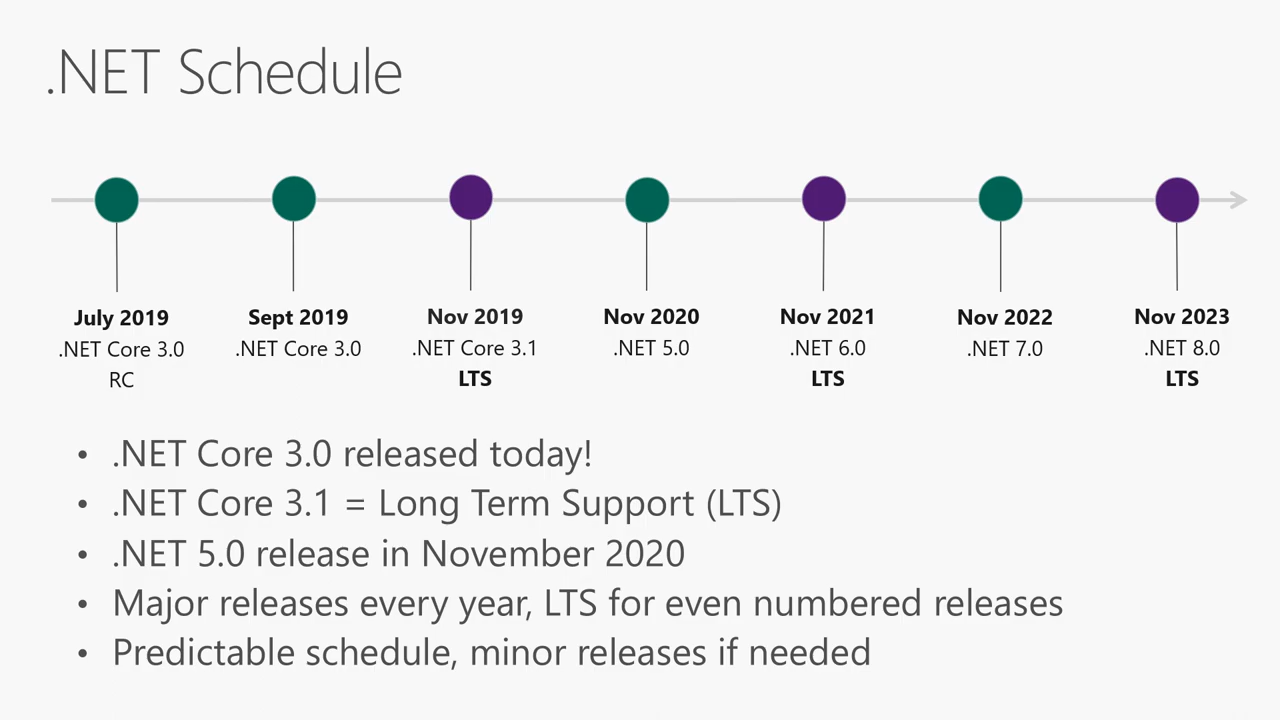 .NET Schedule
July 2019
.NET Core 3.0
RC
Sept 2019
.NET Core 3.0
Nov 2019
.NET Core 3.1
LTS
Nov 2020
.NET 5.0
Nov 2021
.NET 6.0
LTS
Nov 2022
.NET 7.0
Nov 2023
.NET 8.0
LTS
• .NET Core 3.0 released today!
• .NET Core 3.1 = Long Term Support (LTS)
• .NET 5.0 release in November 2020
• Major releases every year, LTS for even numbered releases
• Predictable schedule, minor releases if needed